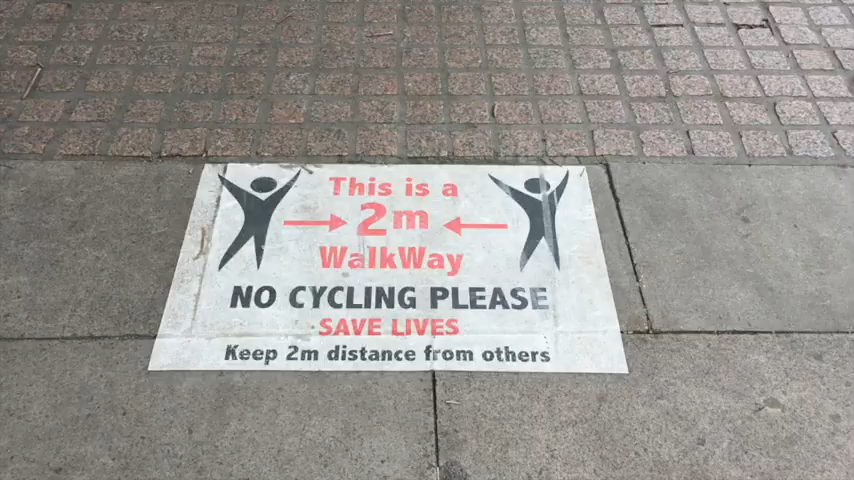 This is a
2m
WalkWay
NO CYCLING PLEASE
SAVE LIVES
Keep 2m distance from others